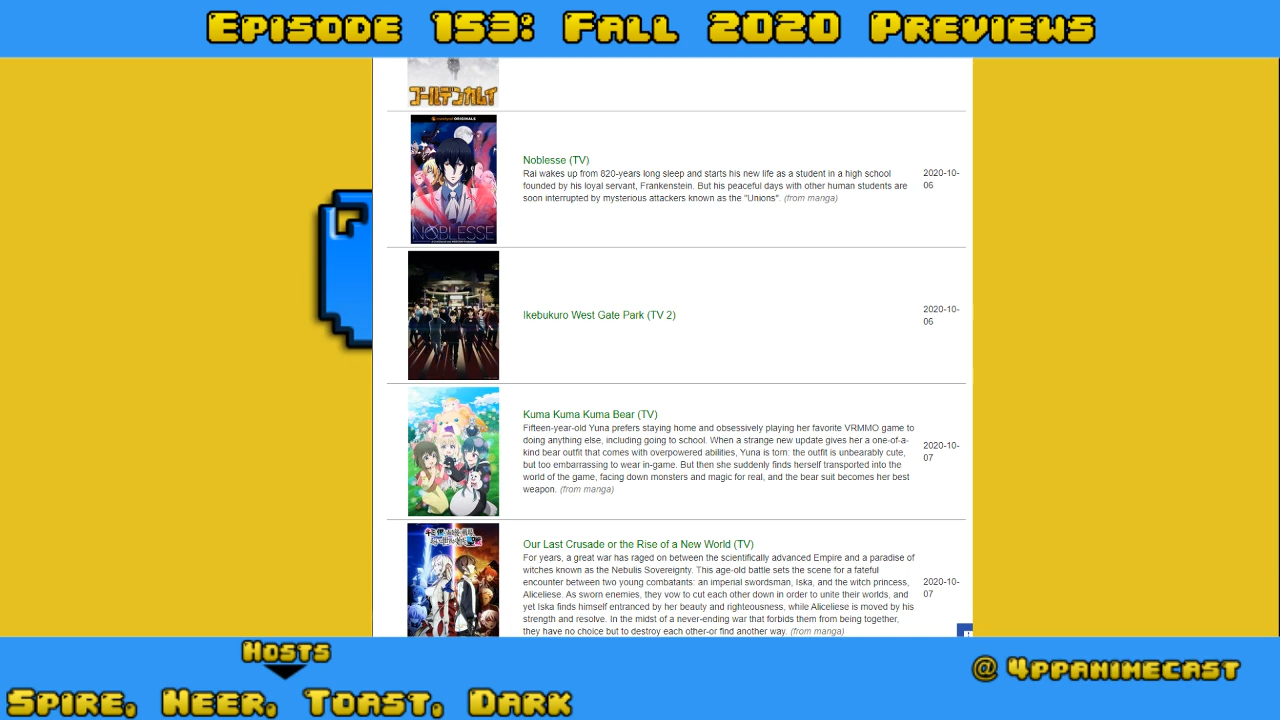 Episode 153: Fall 2020 Previews
ゴールデンカムイ
ORIGINALS
NOBLESSE
Noblesse (TV)
Rai wakes up from 820-years long sleep and starts his new life as a student in a high school
founded by his loyal servant, Frankenstein. But his peaceful days with other human students are
soon interrupted by mysterious attackers known as the "Unions". (from manga)
2020-10-
06
Ikebukuro West Gate Park (TV 2)
2020-10-
06
Kuma Kuma Kuma Bear (TV)
Fifteen-year-old Yuna prefers staying home and obsessively playing her favorite VRMMO game to
doing anything else, including going to school. When a strange new update gives her a one-of-a-
kind bear outfit that comes with overpowered abilities, Yuna is torn: the outfit is unbearably cute,
but too embarrassing to wear in-game. But then she suddenly finds herself transported into the
world of the game, facing down monsters and magic for real, and the bear suit becomes her best
weapon. (from manga)
2020-10-
07
Our Last Crusade or the Rise of a New World (TV)
For years, a great war has raged on between the scientifically advanced Empire and a paradise of
witches known as the Nebulis Sovereignty. This age-old battle sets the scene for a fateful
encounter between two young combatants: an imperial swordsman, Iska, and the witch princess,
Aliceliese. As sworn enemies, they vow to cut each other down in order to unite their worlds, and
yet Iska finds himself entranced by her beauty and righteousness, while Aliceliese is moved by his
strength and resolve. In the midst of a never-ending war that forbids them from being together,
they have no choice but to destroy each other-or find another way. (from manga)
2020-10-
07
Hosts
Spire, Neer, Toast, Dark
@ 4ppanimecast